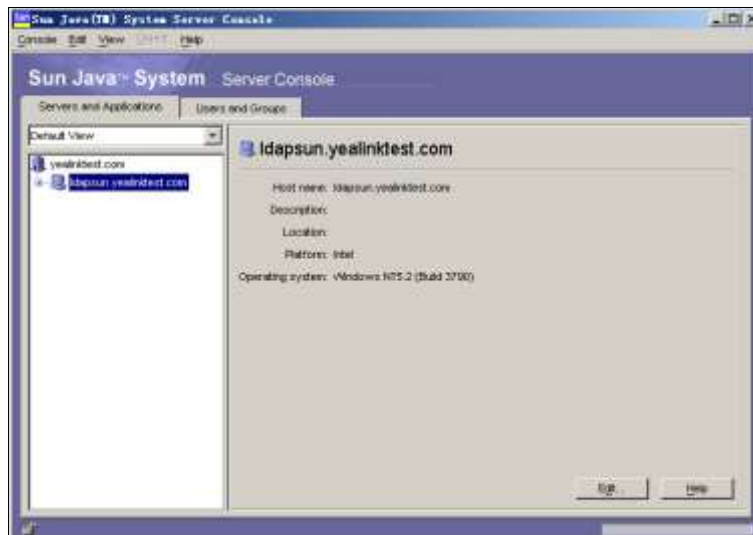 Sun Java(TM) System Server Console
Console Edit View Help
Sun Java™ System Server Console
Servers and Applications Users and Groups
Default View
ldapsun.yealinktest.com
yealinktest.com
ldapsun.yealinktest.com
Host name: ldapsun.yealinktest.com
Description:
Location:
Platform: Intel
Operating system: Windows NT5.2 (Build 3790)
Edit... Help